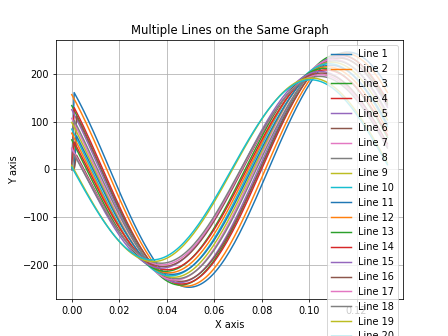 Multiple Lines on the Same Graph
Y axis
200
100
0
−100
−200
0.00
0.02
0.04
0.06
0.08
0.10
X axis
Line 1
Line 2
Line 3
Line 4
Line 5
Line 6
Line 7
Line 8
Line 9
Line 10
Line 11
Line 12
Line 13
Line 14
Line 15
Line 16
Line 17
Line 18
Line 19
Line 20